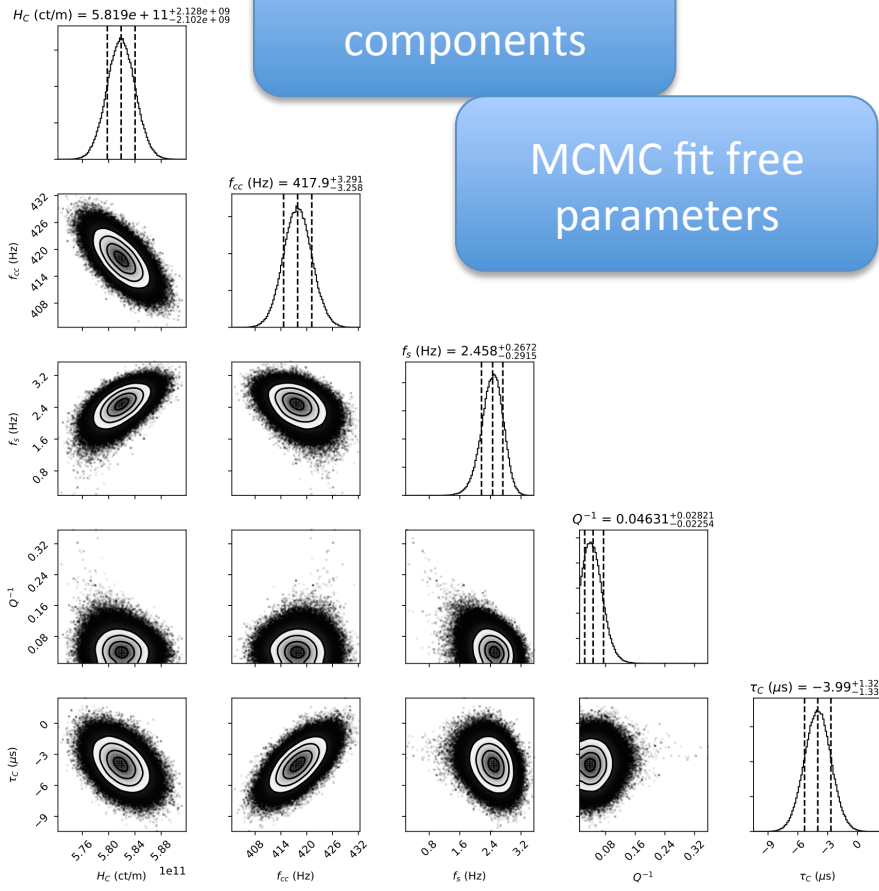 H_C (ct/m) = 5.819e + 11^{+2.128e+09}_{-2.102e+09}
components
MCMC fit free
parameters
f_{cc} (Hz) = 417.9^{+3.291}_{-3.258}
432
426
420
414
408
f_{cc} (Hz)
f_s (Hz) = 2.458^{+0.2672}_{-0.2915}
3.2
2.4
1.6
0.8
f_s (Hz)
Q^{-1} = 0.04631^{+0.02821}_{-0.02254}
0.32
0.24
0.16
0.08
Q^{-1}
τ_C (μs) = −3.99^{+1.32}_{-1.33}
0
−3
−6
−9
τ_C (μs)
5.76 5.80 5.84 5.88
1e11
H_C (ct/m)
408 414 420 426 432
f_{cc} (Hz)
0.8 1.6 2.4 3.2
f_s (Hz)
0.08 0.16 0.24 0.32
Q^{-1}
−9 −6 −3 0
τ_C (μs)